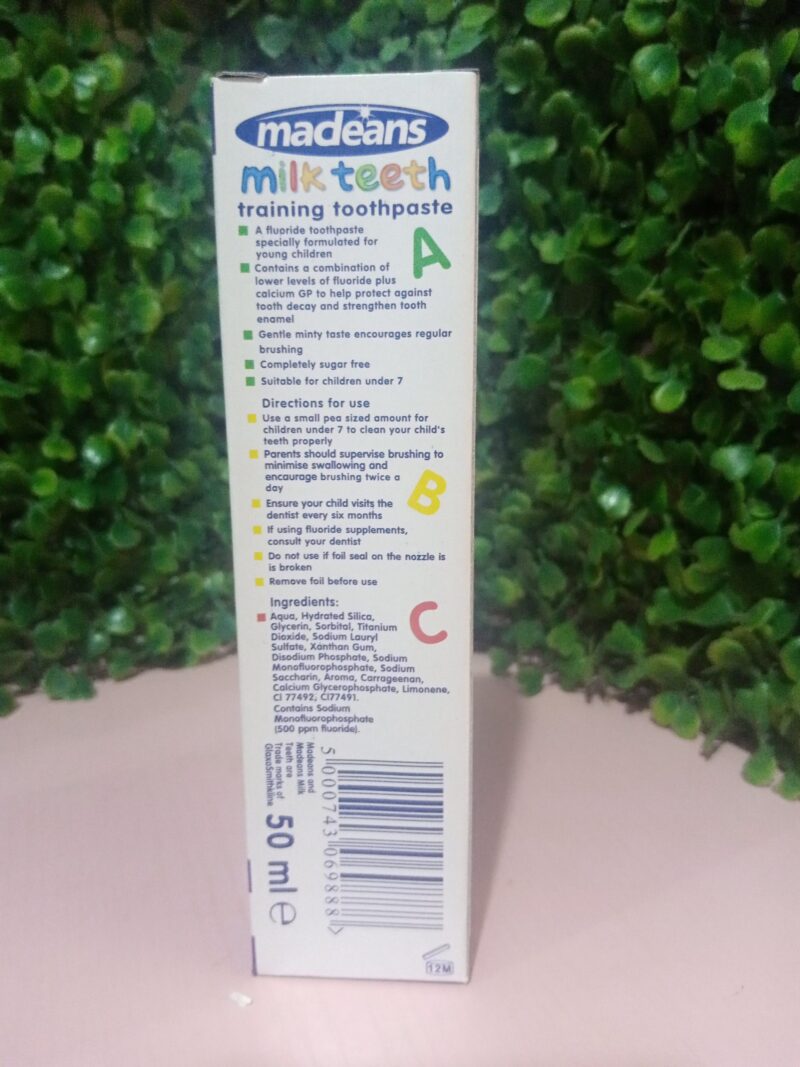 madeans
milk teeth
training toothpaste
A fluoride toothpaste
specially formulated for
young children
A
Contains a combination of
lower levels of fluoride plus
calcium GP to help protect against
tooth decay and strengthen tooth
enamel
Gentle minty taste encourages regular
brushing
Completely sugar free
Suitable for children under 7
Directions for use
Use a small pea sized amount for
children under 7 to clean your child's
teeth properly
Parents should supervise brushing to
minimise swallowing and
encaurage brushing twice a
day
B
Ensure your child visits the
dentist every six months
If using fluoride supplements,
consult your dentist
Do not use if foil seal on the nozzle is
is broken
Remove foil before use
Ingredients:
C
Aqua, Hydrated Silica,
Glycerin, Sorbital, Titanium
Dioxide, Sodium Lauryl
Sulfate, Xanthan Gum,
Disodium Phosphate, Sodium
Monofluorophosphate, Sodium
Saccharin, Aroma, Carrageenan,
Calcium Glycerophosphate, Limonene,
CI 77492, CI77491.
Contains Sodium
Monofluorophosphate
(500 ppm fluoride).
Madeans and
Madeans Milk
Teeth are
Trade marks of
GlaxoSmithkline
50 ml e
5 000743 069888 >
12M